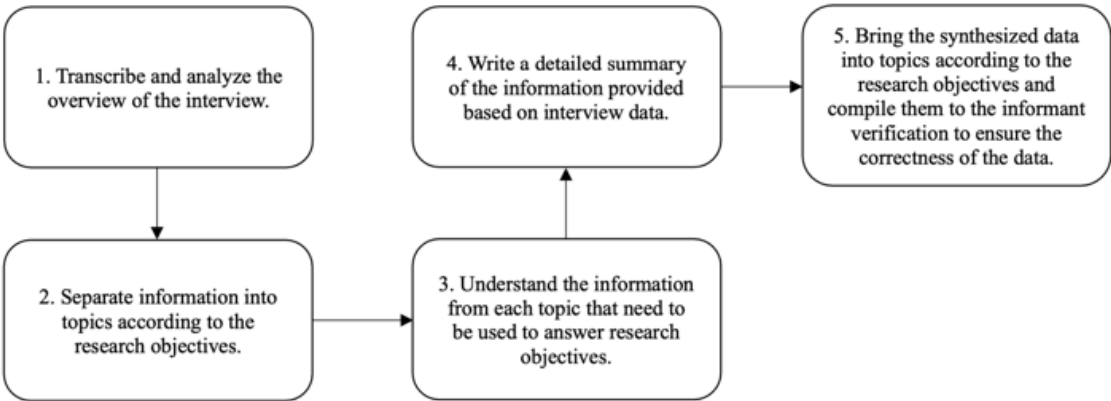 1. Transcribe and analyze the
overview of the interview.
2. Separate information into
topics according to the
research objectives.
3. Understand the information
from each topic that need to
be used to answer research
objectives.
4. Write a detailed summary
of the information provided
based on interview data.
5. Bring the synthesized data
into topics according to the
research objectives and
compile them to the informant
verification to ensure the
correctness of the data.